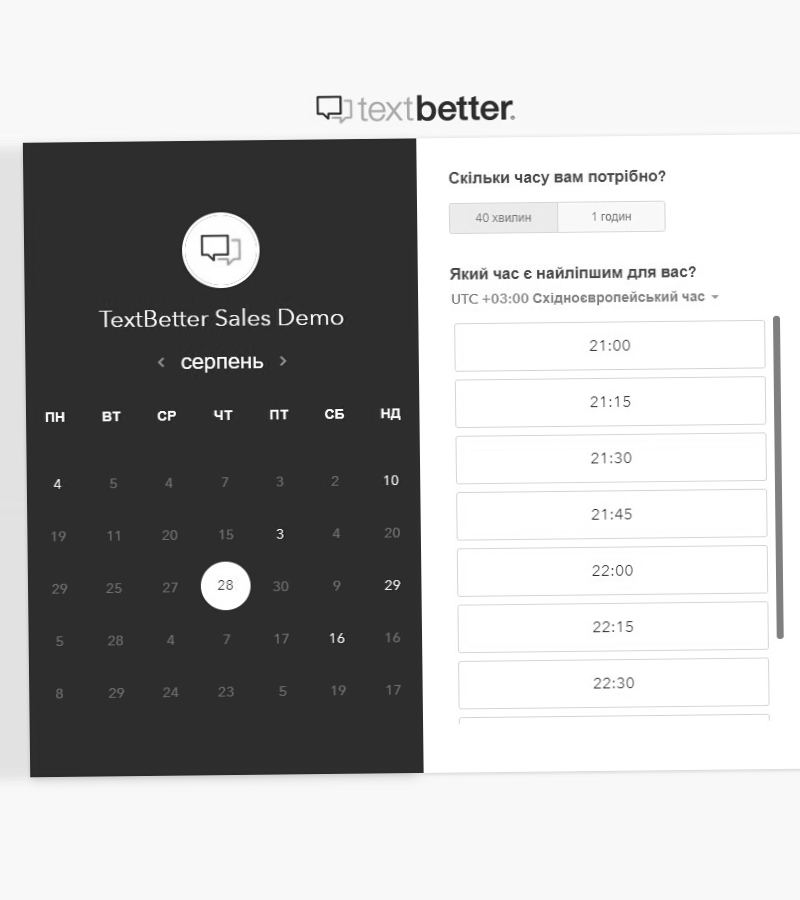 textbetter.
TextBetter Sales Demo
серпень
ПН ВТ СР ЧТ ПТ СБ НД
4 5 4 7 3 2 10
19 11 20 15 3 4 20
29 25 27 28 30 9 29
5 28 4 7 17 16 16
8 29 24 23 5 19 17
Скільки часу вам потрібно?
40 хвилин 1 годин
Який час є найліпшим для вас?
UTC +03:00 Східноєвропейський час
21:00
21:15
21:30
21:45
22:00
22:15
22:30